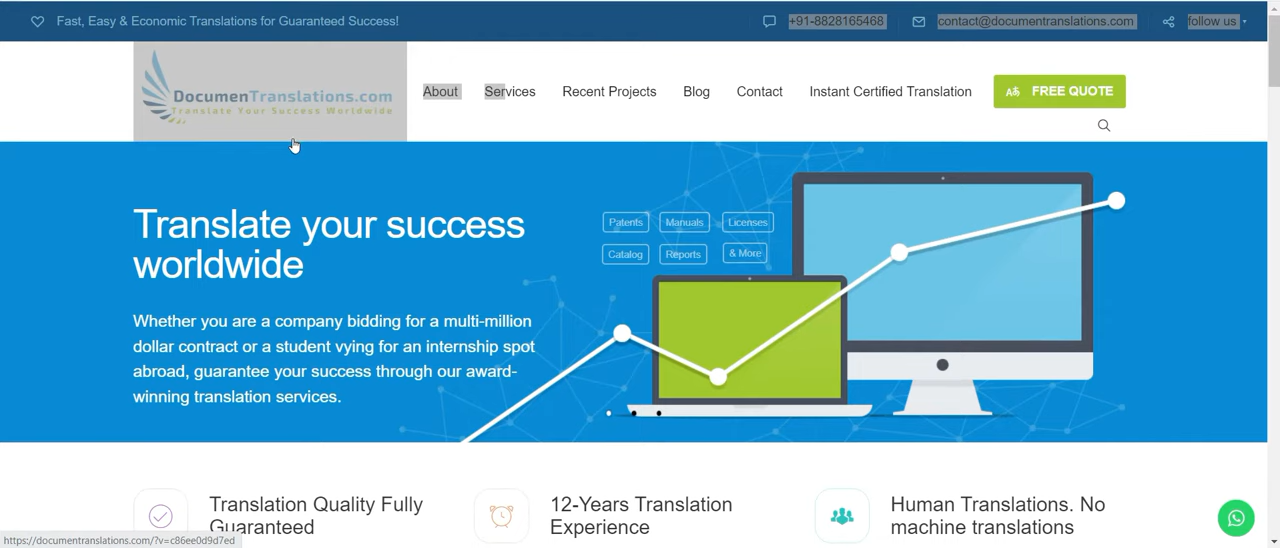 Fast, Easy & Economic Translations for Guaranteed Success!
+91-8828165468
contact@documentranslations.com
follow us
DocumenTranslations.com
Translate Your Success Worldwide
About
Services
Recent Projects
Blog
Contact
Instant Certified Translation
FREE QUOTE
Translate your success
worldwide
Whether you are a company bidding for a multi-million
dollar contract or a student vying for an internship spot
abroad, guarantee your success through our award-
winning translation services.
Patents
Manuals
Licenses
Catalog
Reports
& More
Translation Quality Fully
Guaranteed
12-Years Translation
Experience
Human Translations. No
machine translations
https://documentranslations.com/?v=c86ee0d9d7ed